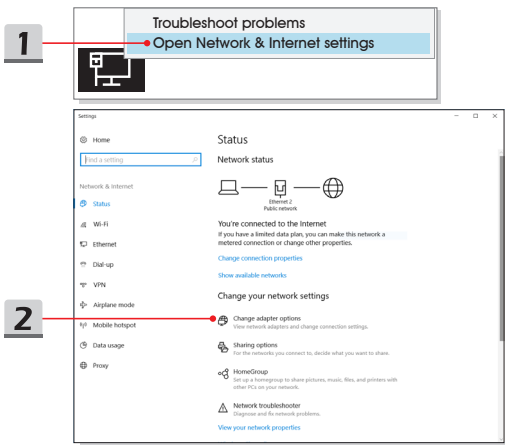 1
Troubleshoot problems
Open Network & Internet settings
Settings
Home
Find a setting
Network & Internet
Status
Wi-Fi
Ethernet
Dial-up
VPN
Airplane mode
Mobile hotspot
Data usage
Proxy
Status
Network status
Ethernet 2
Public network
You're connected to the Internet
If you have a limited data plan, you can make this network a
metered connection or change other properties.
Change connection properties
Show available networks
Change your network settings
2
Change adapter options
View network adapters and change connection settings.
Sharing options
For the networks you connect to, decide what you want to share.
HomeGroup
Set up a homegroup to share pictures, music, files, and printers with
other PCs on your network.
Network troubleshooter
Diagnose and fix network problems.
View your network properties